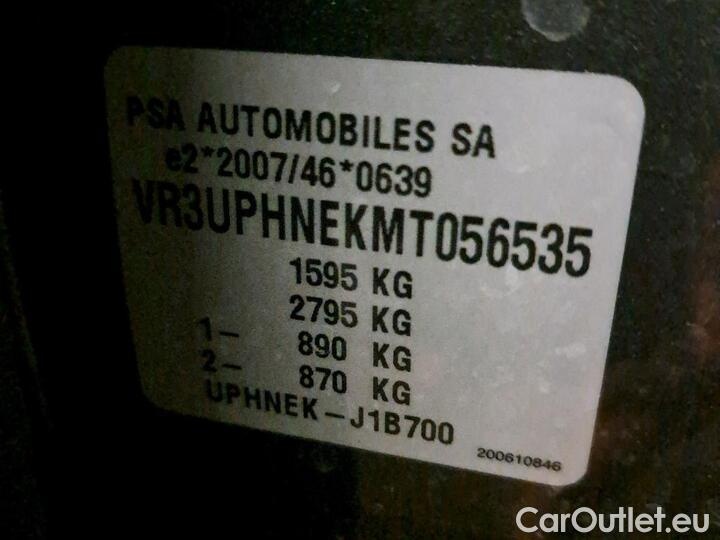 PSA AUTOMOBILES SA
e2*2007/46*0639
VR3UPHNEKMT056535
1595 KG
2795 KG
1- 890 KG
2- 870 KG
UPHNEK-J1B700
200610846
CarOutlet.eu